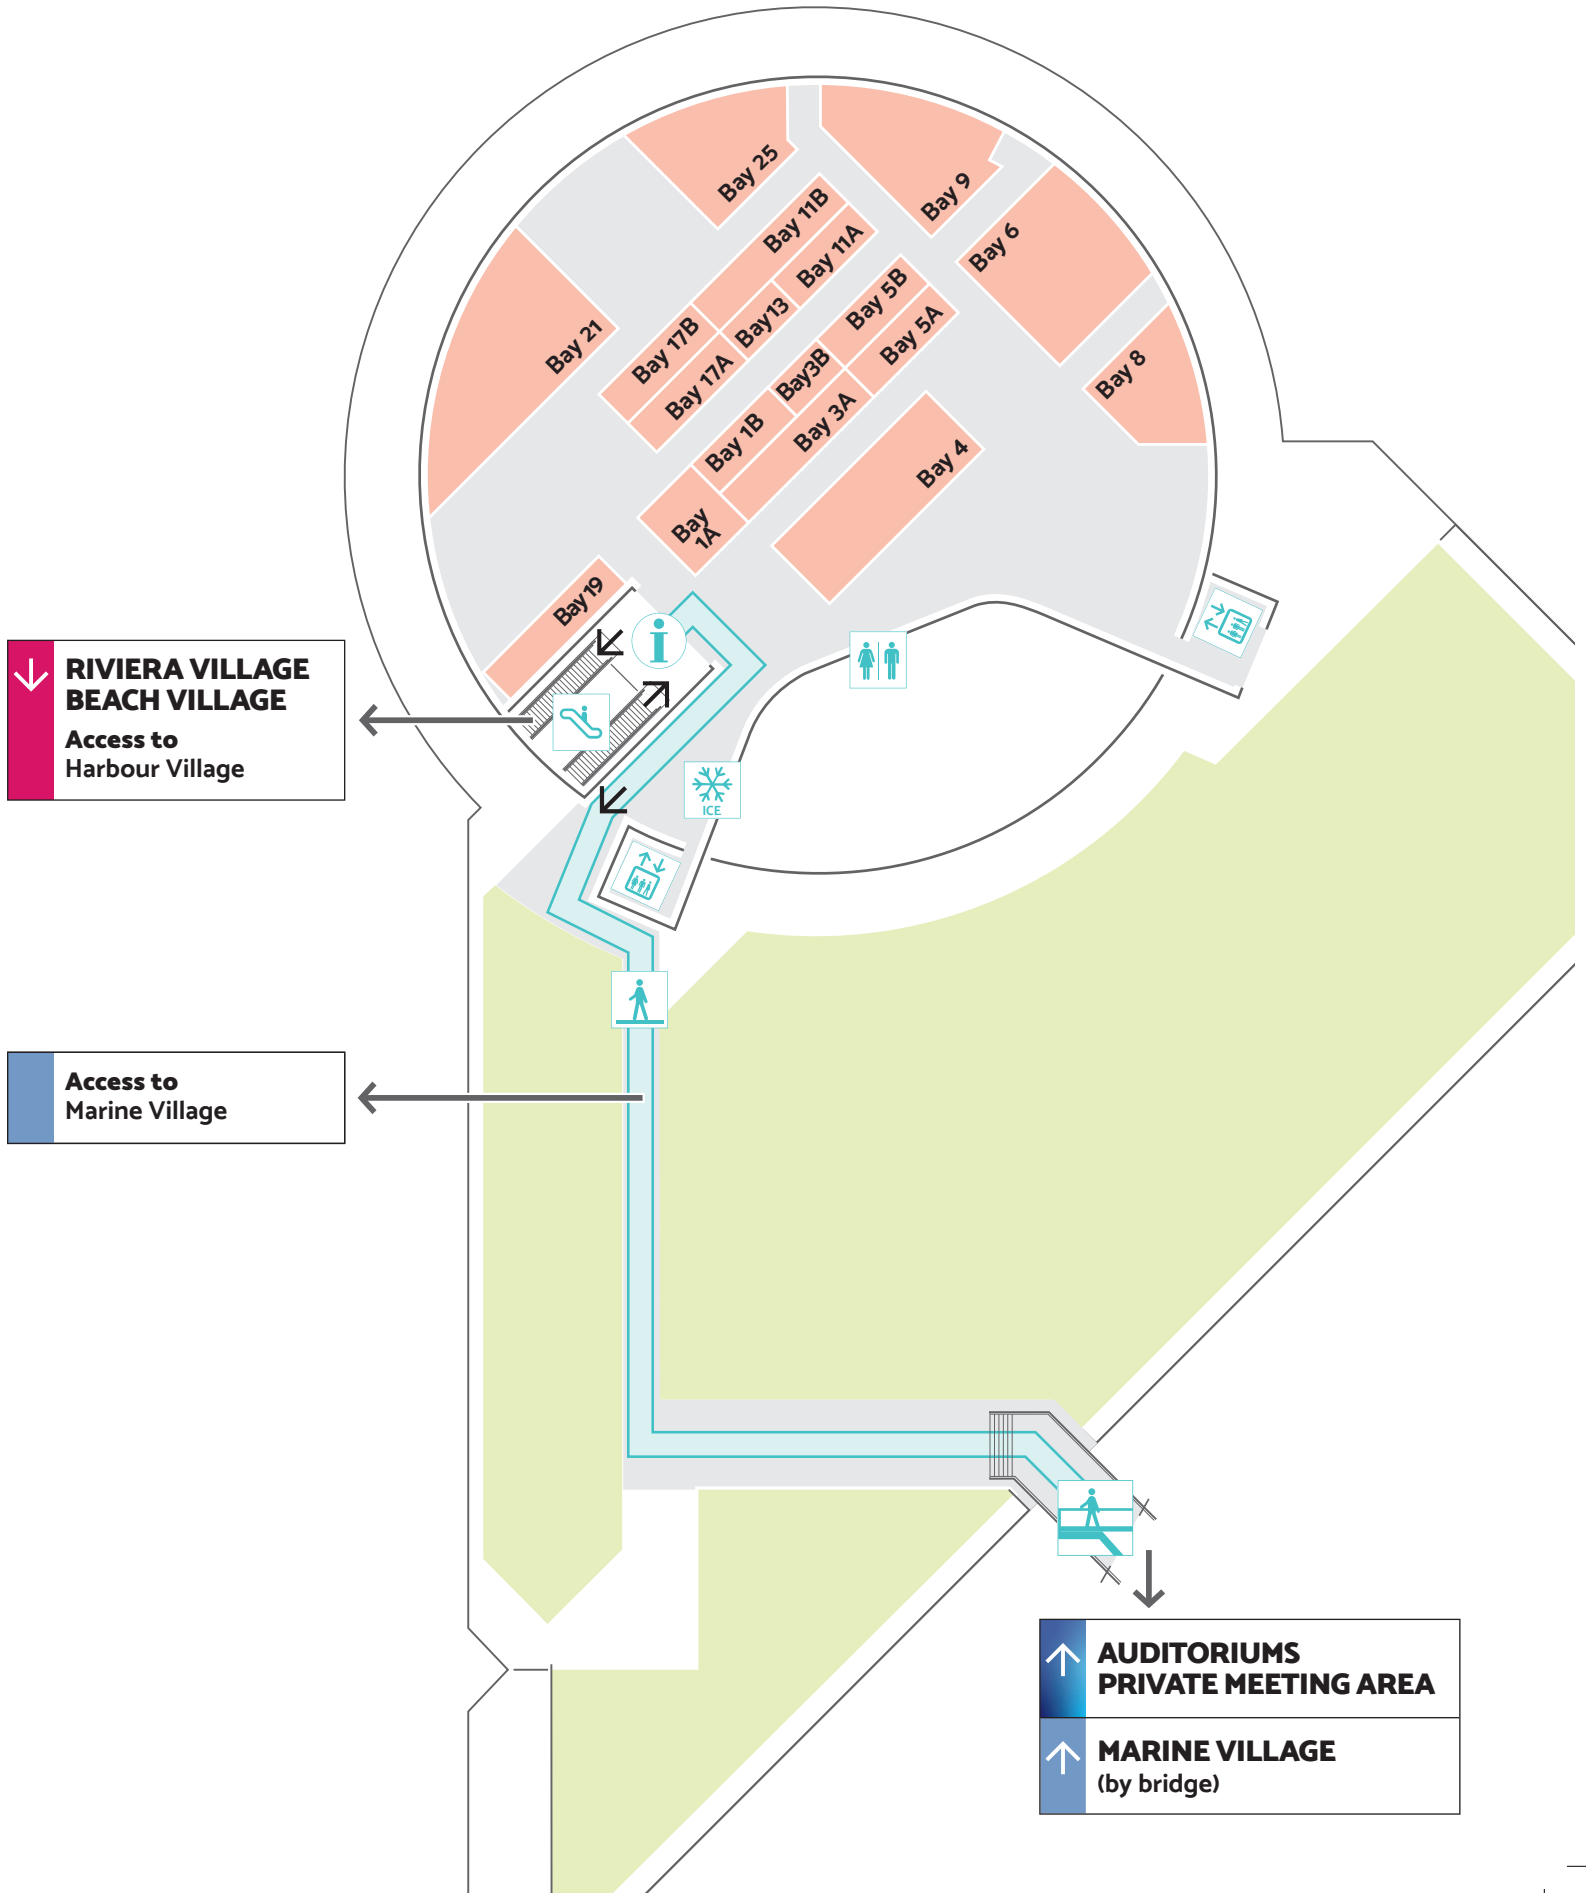 Bay 25
Bay 9
Bay 11B
Bay 11A
Bay 6
Bay 5B
Bay 5A
Bay13
Bay 17B
Bay 17A
Bay 21
Bay3B
Bay 3A
Bay 8
Bay 1B
Bay 4
Bay
1A
Bay19
RIVIERA VILLAGE
BEACH VILLAGE
Access to
Harbour Village
ICE
Access to
Marine Village
AUDITORIUMS
PRIVATE MEETING AREA
MARINE VILLAGE
(by bridge)